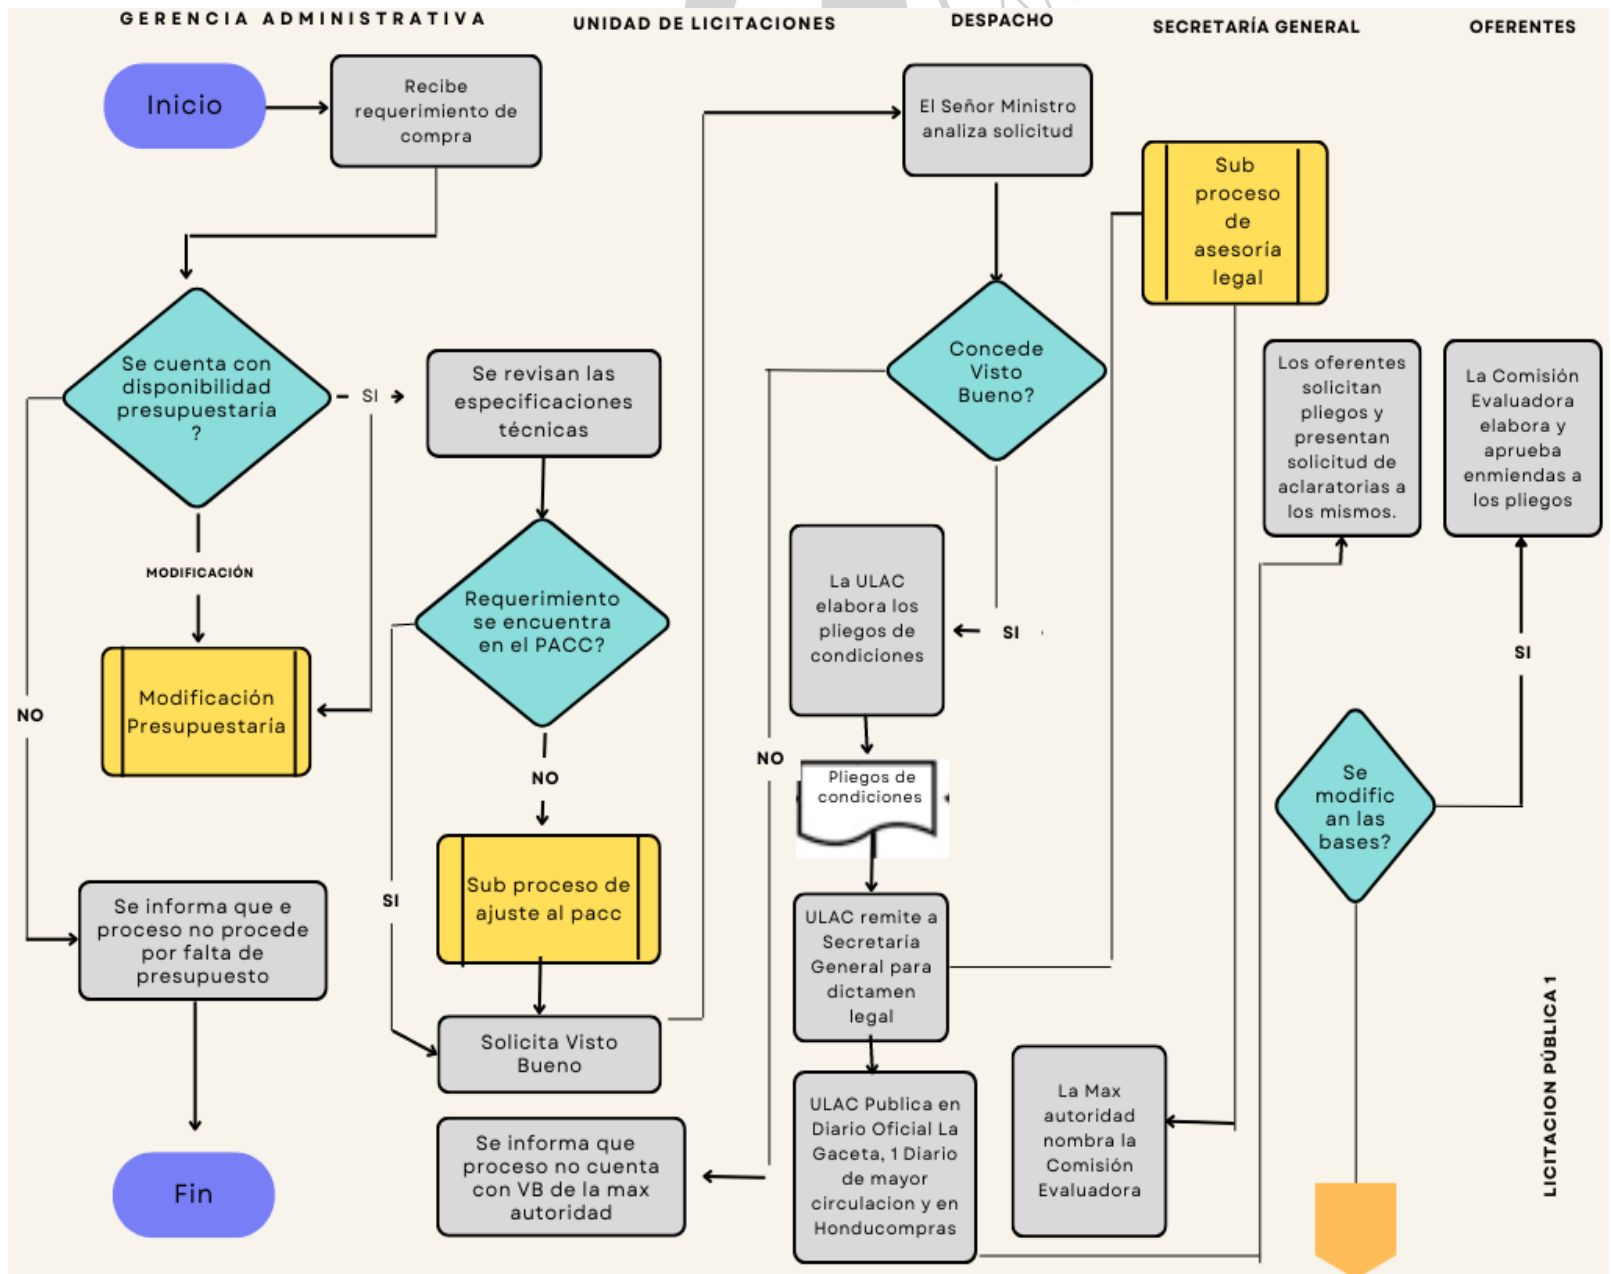 GERENCIA ADMINISTRATIVA
UNIDAD DE LICITACIONES
DESPACHO
SECRETARÍA GENERAL
OFERENTES
Inicio
Recibe
requerimiento de
compra
Se cuenta con
disponibilidad
presupuestaría
?
SI
NO
MODIFICACIÓN
Modificación
Presupuestaría
Se informa que e
proceso no procede
por falta de
presupuesto
Fin
Se revisan las
especificaciones
técnicas
Requerimiento
se encuentra
en el PACC?
NO
SI
Sub proceso de
ajuste al pacc
Solicita Visto
Bueno
Se informa que
proceso no cuenta
con VB de la max
autoridad
El Señor Ministro
analiza solicitud
Concede
Visto
Bueno?
SI
NO
La ULAC
elabora los
pliegos de
condiciones
Pliegos de
condiciones
ULAC remite a
Secretaría
General para
dictamen
legal
ULAC Publica en
Diario Oficial La
Gaceta, 1 Diario
de mayor
circulacion y en
Honducompras
Sub
proceso
de
asesoría
legal
La Max
autoridad
nombra la
Comisión
Evaluadora
Los oferentes
solicitan
pliegos y
presentan
solicitud de
aclaratorias a
los mismos.
La Comisión
Evaluadora
elabora y
aprueba
enmiendas a
los pliegos
SI
Se
modific
an las
bases?
LICITACION PÚBLICA 1